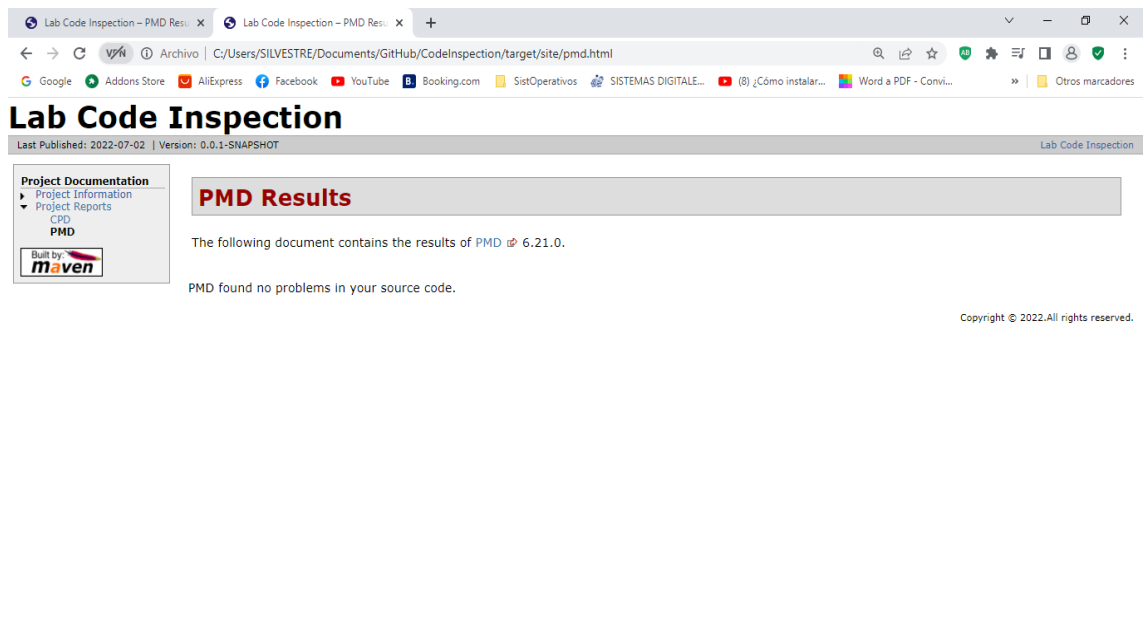 Lab Code Inspection – PMD Resu
Lab Code Inspection – PMD Resu
VPN Archivo C:/Users/SILVESTRE/Documents/GitHub/CodeInspection/target/site/pmd.html
Google Addons Store AliExpress Facebook YouTube B. Booking.com SistOperativos SISTEMAS DIGITALE... (8) ¿Cómo instalar... Word a PDF - Convi... » Otros marcadores
Lab Code Inspection
Last Published: 2022-07-02 | Version: 0.0.1-SNAPSHOT Lab Code Inspection
Project Documentation
Project Information
Project Reports
CPD
PMD
Built by:
maven
PMD Results
The following document contains the results of PMD 6.21.0.
PMD found no problems in your source code.
Copyright © 2022.All rights reserved.